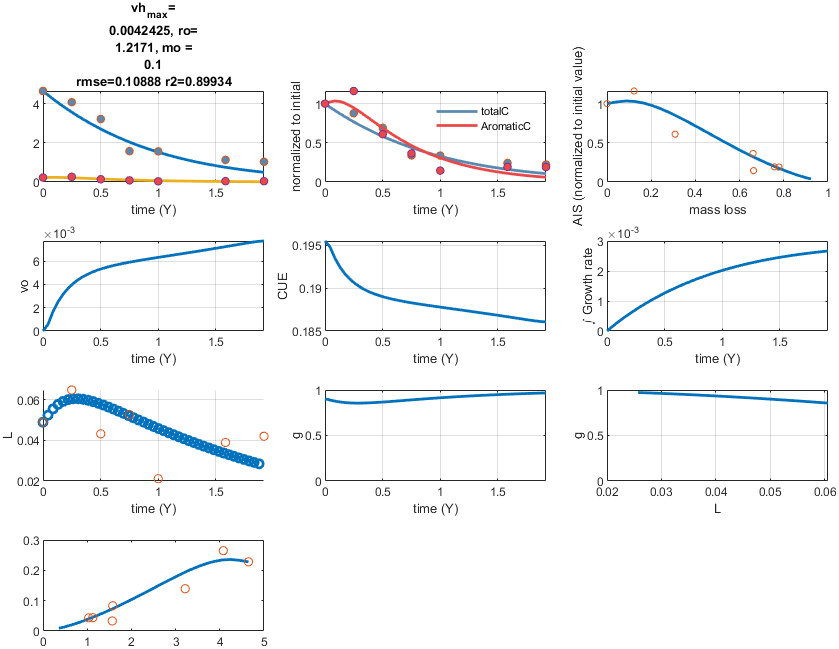 vh_max=
0.0042425, ro=
1.2171, mo =
0.1
rmse=0.10888 r2=0.89934
4
2
0
0 0.5 1 1.5
time (Y)
normalized to initial
1
0.5
0
totalC
AromaticC
0 0.5 1 1.5
time (Y)
AIS (normalized to initial value)
1
0.5
0
0 0.2 0.4 0.6 0.8 1
mass loss
×10^-3
vo
6
4
2
0
0 0.5 1 1.5
time (Y)
CUE
0.195
0.19
0.185
0 0.5 1 1.5
time (Y)
×10^-3
∫ Growth rate
3
2
1
0
0 0.5 1 1.5
time (Y)
L
0.06
0.04
0.02
0 0.5 1 1.5
time (Y)
g
1
0.5
0
0 0.5 1 1.5
time (Y)
g
1
0.5
0
0.02 0.03 0.04 0.05 0.06
L
0.3
0.2
0.1
0
0 1 2 3 4 5